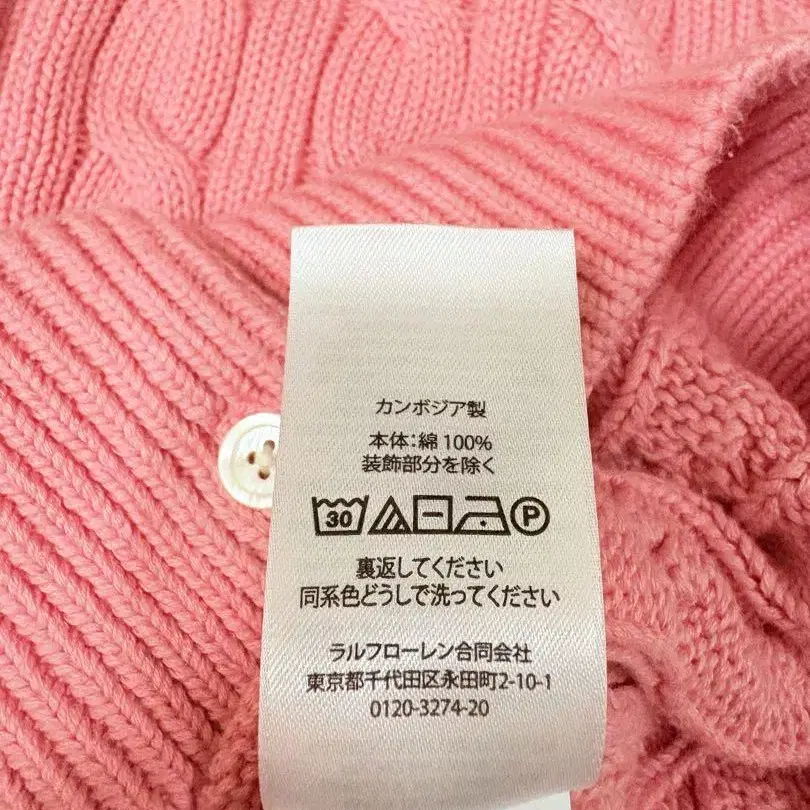 カンボジア製
本体：綿 100%
装飾部分を除く
30 P
裏返してください
同系色どうしで洗ってください
ラルフローレン合同会社
東京都千代田区永田町2-10-1
0120-3274-20